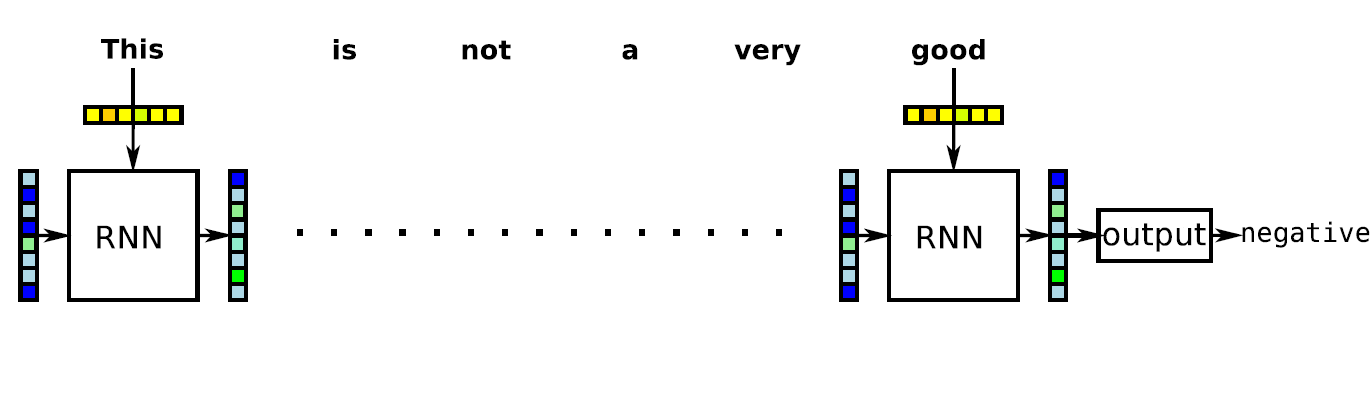 This is not a very good
RNN RNN output negative